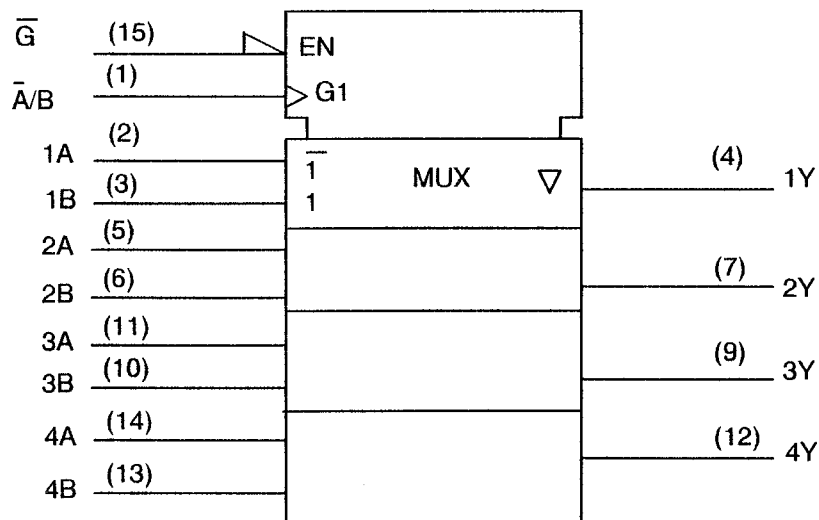 G̅ (15) EN
A̅/B (1) G1
1A (2) 1̅ MUX ▽ (4) 1Y
1B (3) 1
2A (5)
2B (6) (7) 2Y
3A (11)
3B (10) (9) 3Y
4A (14)
4B (13) (12) 4Y